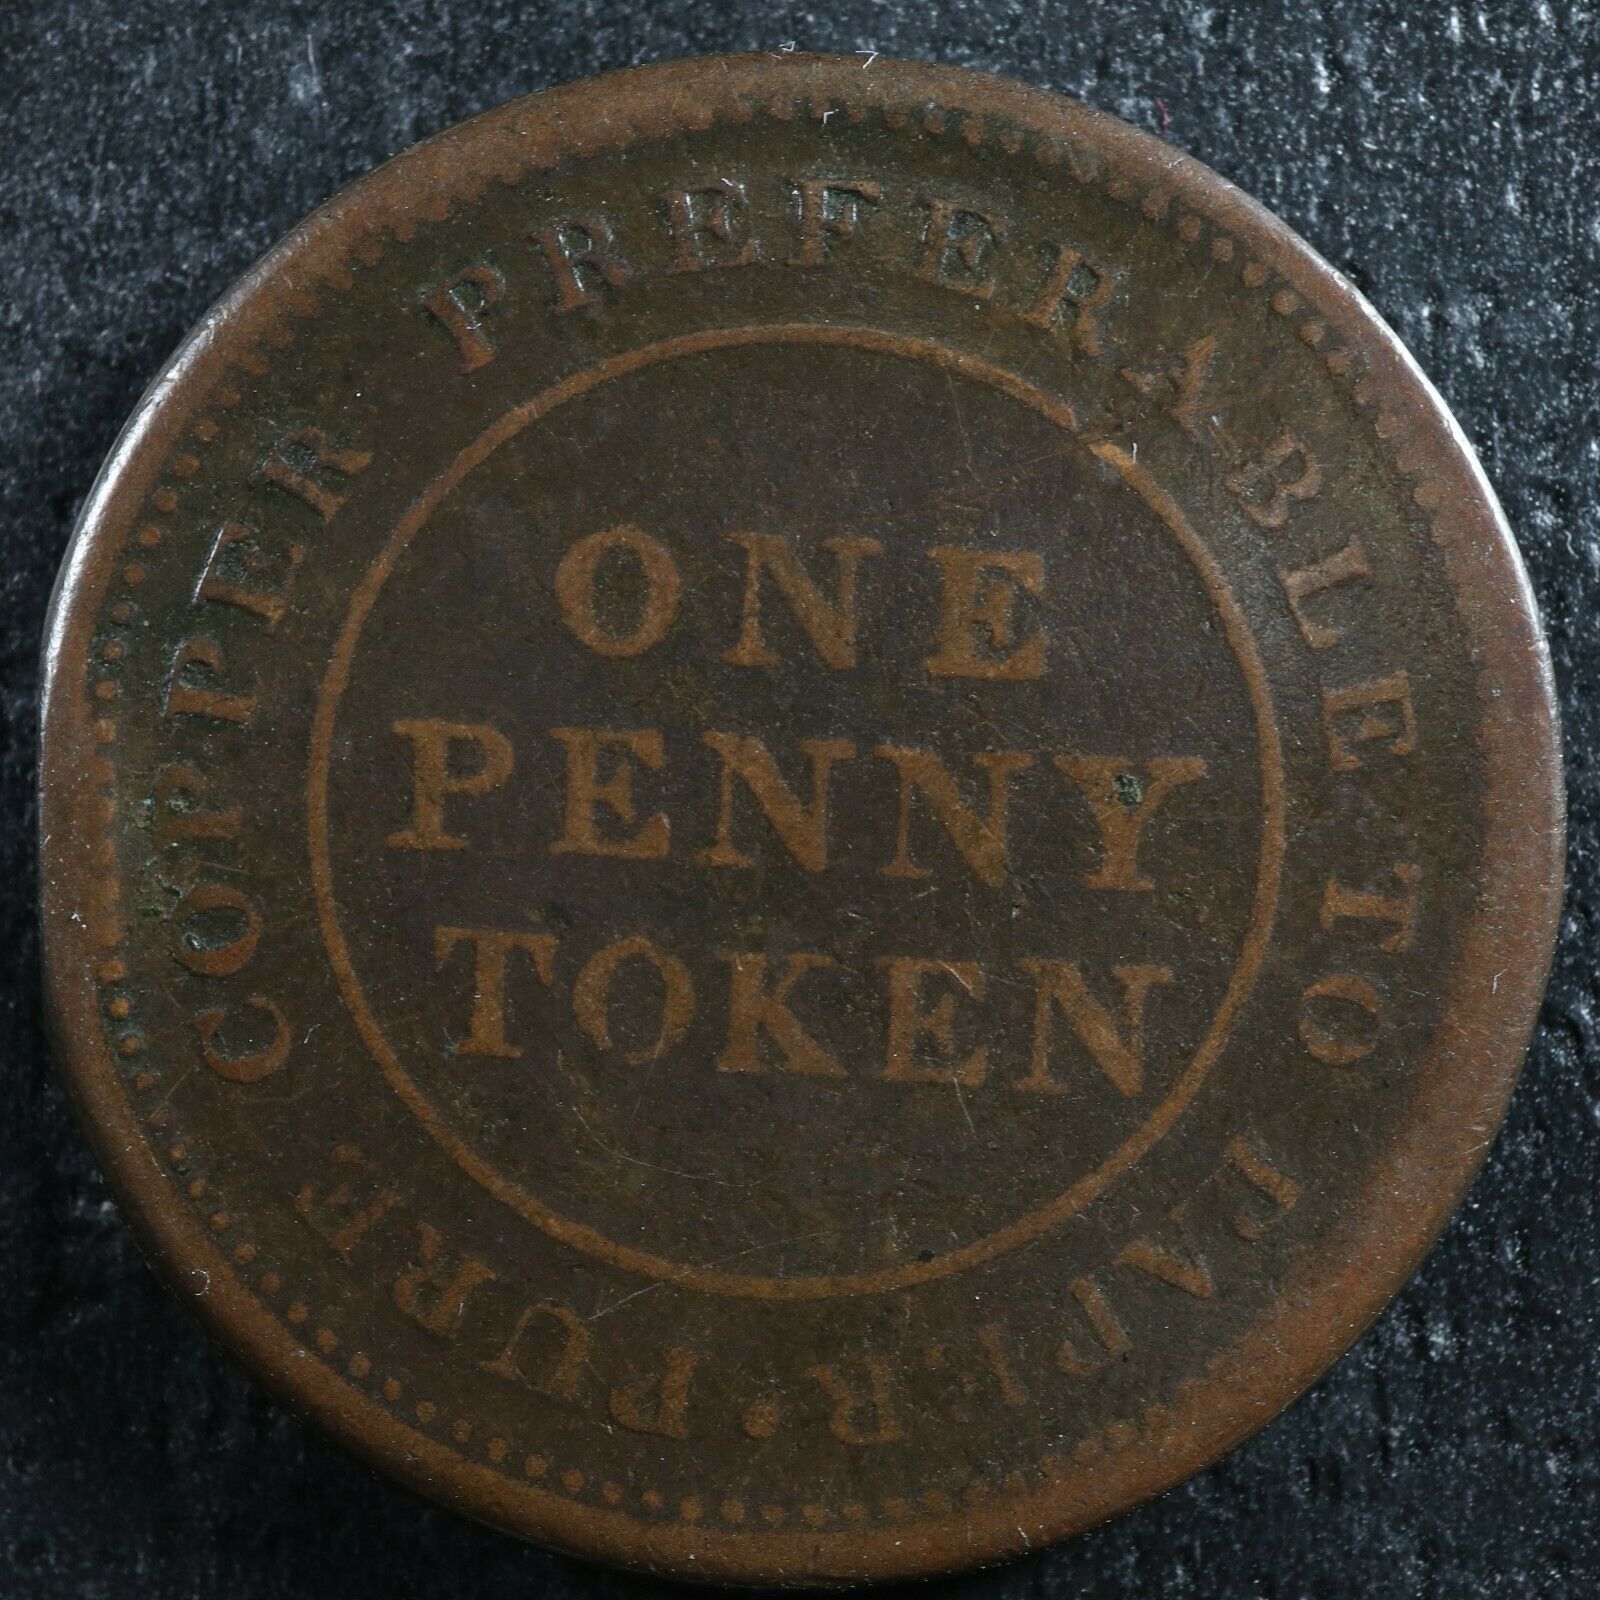 PURE COPPER PREFERABLE TO PAPER
ONE
PENNY
TOKEN